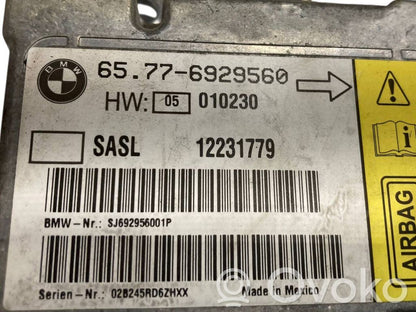 BMW
65.77-6929560
HW: 05 010230
SASL 12231779
AIRBAG
BMW-Nr.: SJ692956001P
Serien-Nr.: 02B245RD6ZHXX Made in Mexico
Ovoko